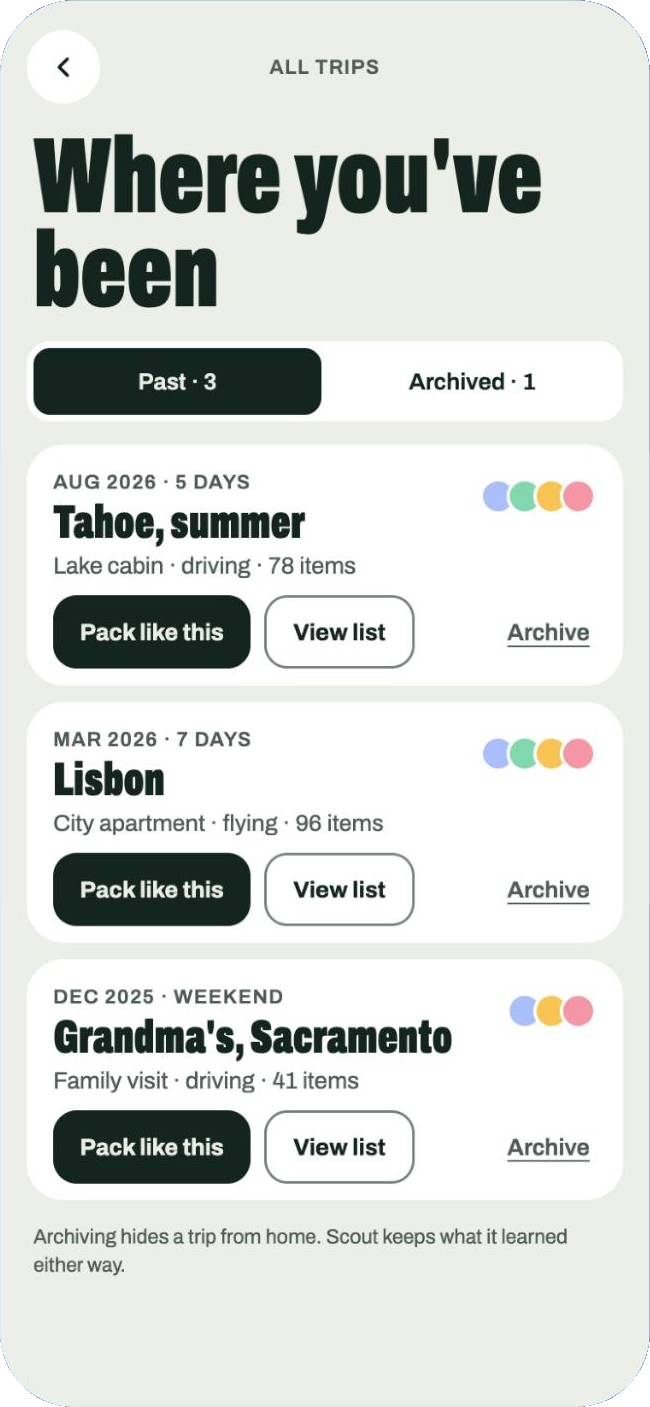 ALL TRIPS
Where you've
been
Past · 3
Archived · 1
AUG 2026 · 5 DAYS
Tahoe, summer
Lake cabin · driving · 78 items
Pack like this
View list
Archive
MAR 2026 · 7 DAYS
Lisbon
City apartment · flying · 96 items
Pack like this
View list
Archive
DEC 2025 · WEEKEND
Grandma's, Sacramento
Family visit · driving · 41 items
Pack like this
View list
Archive
Archiving hides a trip from home. Scout keeps what it learned
either way.